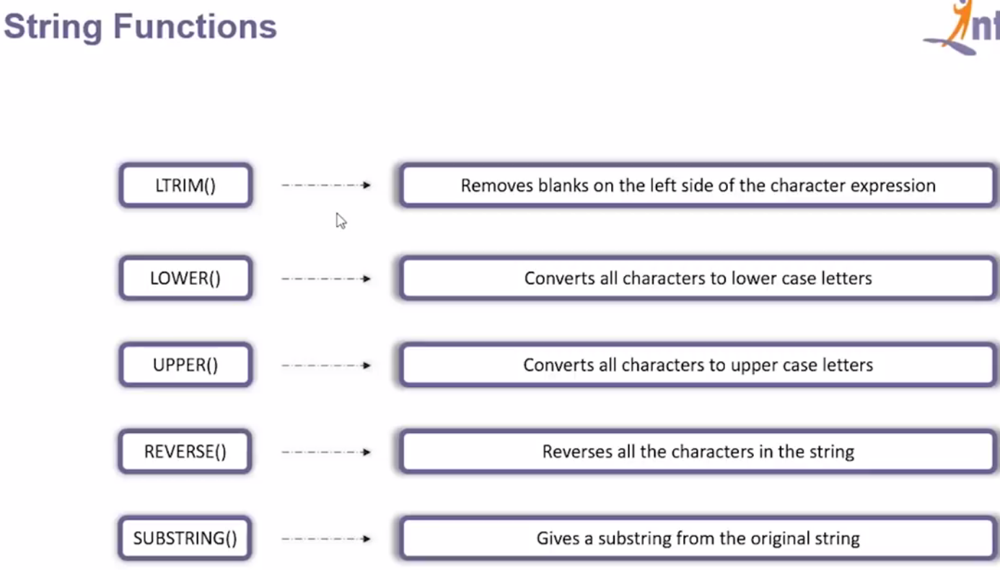 String Functions
LTRIM()
Removes blanks on the left side of the character expression
LOWER()
Converts all characters to lower case letters
UPPER()
Converts all characters to upper case letters
REVERSE()
Reverses all the characters in the string
SUBSTRING()
Gives a substring from the original string